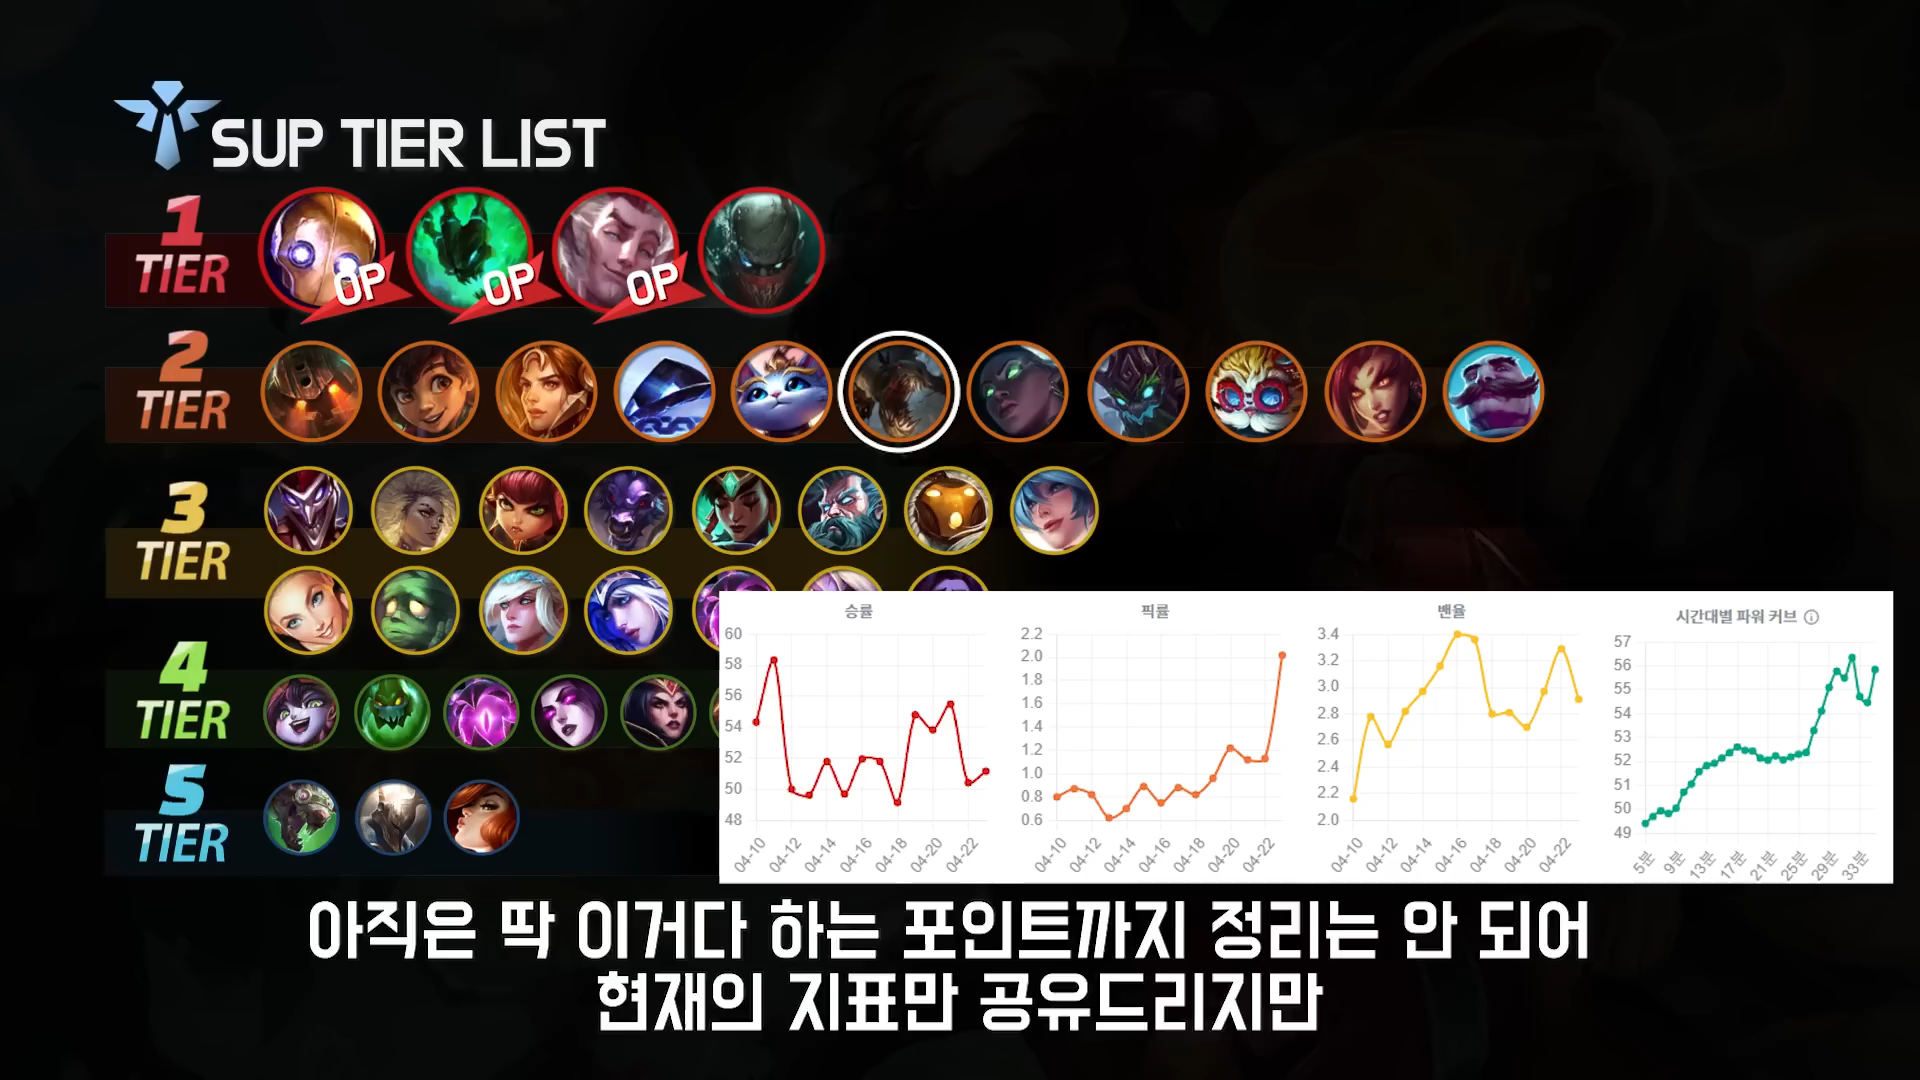 SUP TIER LIST
1
TIER
OP
OP
OP
2
TIER
3
TIER
4
TIER
5
TIER
승률
60
58
56
54
52
50
48
04-10
04-12
04-14
04-16
04-18
04-20
04-22
픽률
2.2
2.0
1.8
1.6
1.4
1.2
1.0
0.8
0.6
04-10
04-12
04-14
04-16
04-18
04-20
04-22
밴율
3.4
3.2
3.0
2.8
2.6
2.4
2.2
2.0
04-10
04-12
04-14
04-16
04-18
04-20
04-22
시간대별 파워 커브
57
56
55
54
53
52
51
50
49
5분
9분
13분
17분
21분
25분
29분
33분
아직은 딱 이거다 하는 포인트까지 정리는 안 되어
현재의 지표만 공유드리지만